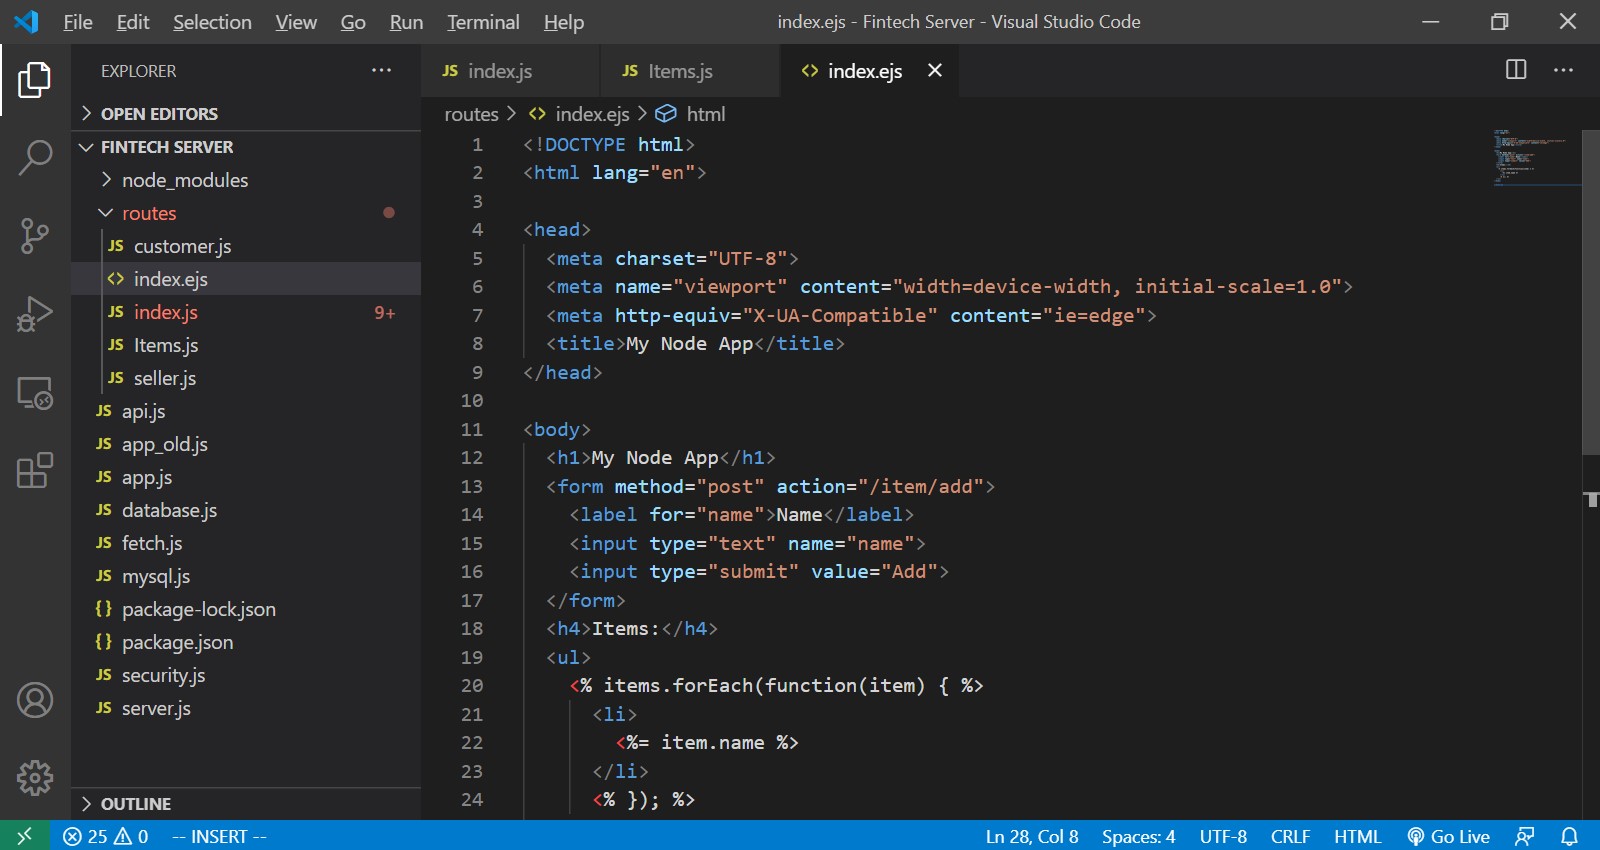 File Edit Selection View Go Run Terminal Help index.ejs - Fintech Server - Visual Studio Code
EXPLORER
OPEN EDITORS
FINTECH SERVER
node_modules
routes
JS customer.js
<> index.ejs
JS index.js 9+
JS Items.js
JS seller.js
JS api.js
JS app_old.js
JS app.js
JS database.js
JS fetch.js
JS mysql.js
{} package-lock.json
{} package.json
JS security.js
JS server.js
OUTLINE
JS index.js JS Items.js <> index.ejs
routes > <> index.ejs > html
1 <!DOCTYPE html>
2 <html lang="en">
3
4 <head>
5 <meta charset="UTF-8">
6 <meta name="viewport" content="width=device-width, initial-scale=1.0">
7 <meta http-equiv="X-UA-Compatible" content="ie=edge">
8 <title>My Node App</title>
9 </head>
10
11 <body>
12 <h1>My Node App</h1>
13 <form method="post" action="/item/add">
14 <label for="name">Name</label>
15 <input type="text" name="name">
16 <input type="submit" value="Add">
17 </form>
18 <h4>Items:</h4>
19 <ul>
20 <% items.forEach(function(item) { %>
21 <li>
22 <%= item.name %>
23 </li>
24 <% }); %>
25 0 -- INSERT -- Ln 28, Col 8 Spaces: 4 UTF-8 CRLF HTML Go Live